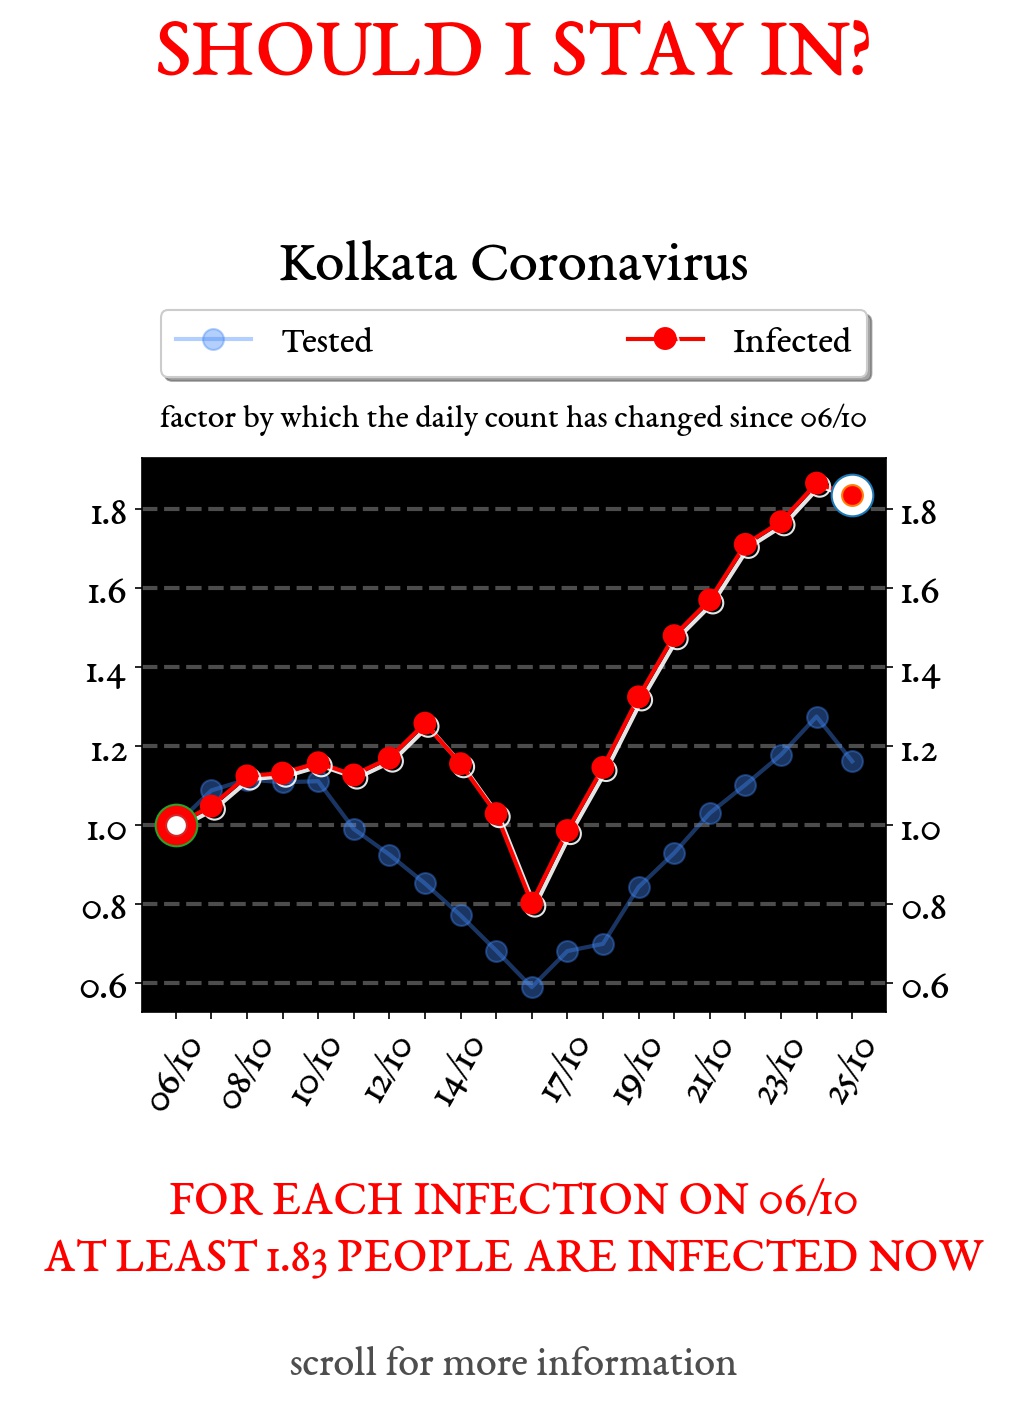 SHOULD I STAY IN?
Kolkata Coronavirus
Tested Infected
factor by which the daily count has changed since 06/10
1.8 1.8
1.6 1.6
1.4 1.4
1.2 1.2
1.0 1.0
0.8 0.8
0.6 0.6
06/10 08/10 10/10 12/10 14/10 17/10 19/10 21/10 23/10 25/10
FOR EACH INFECTION ON 06/10
AT LEAST 1.83 PEOPLE ARE INFECTED NOW
scroll for more information